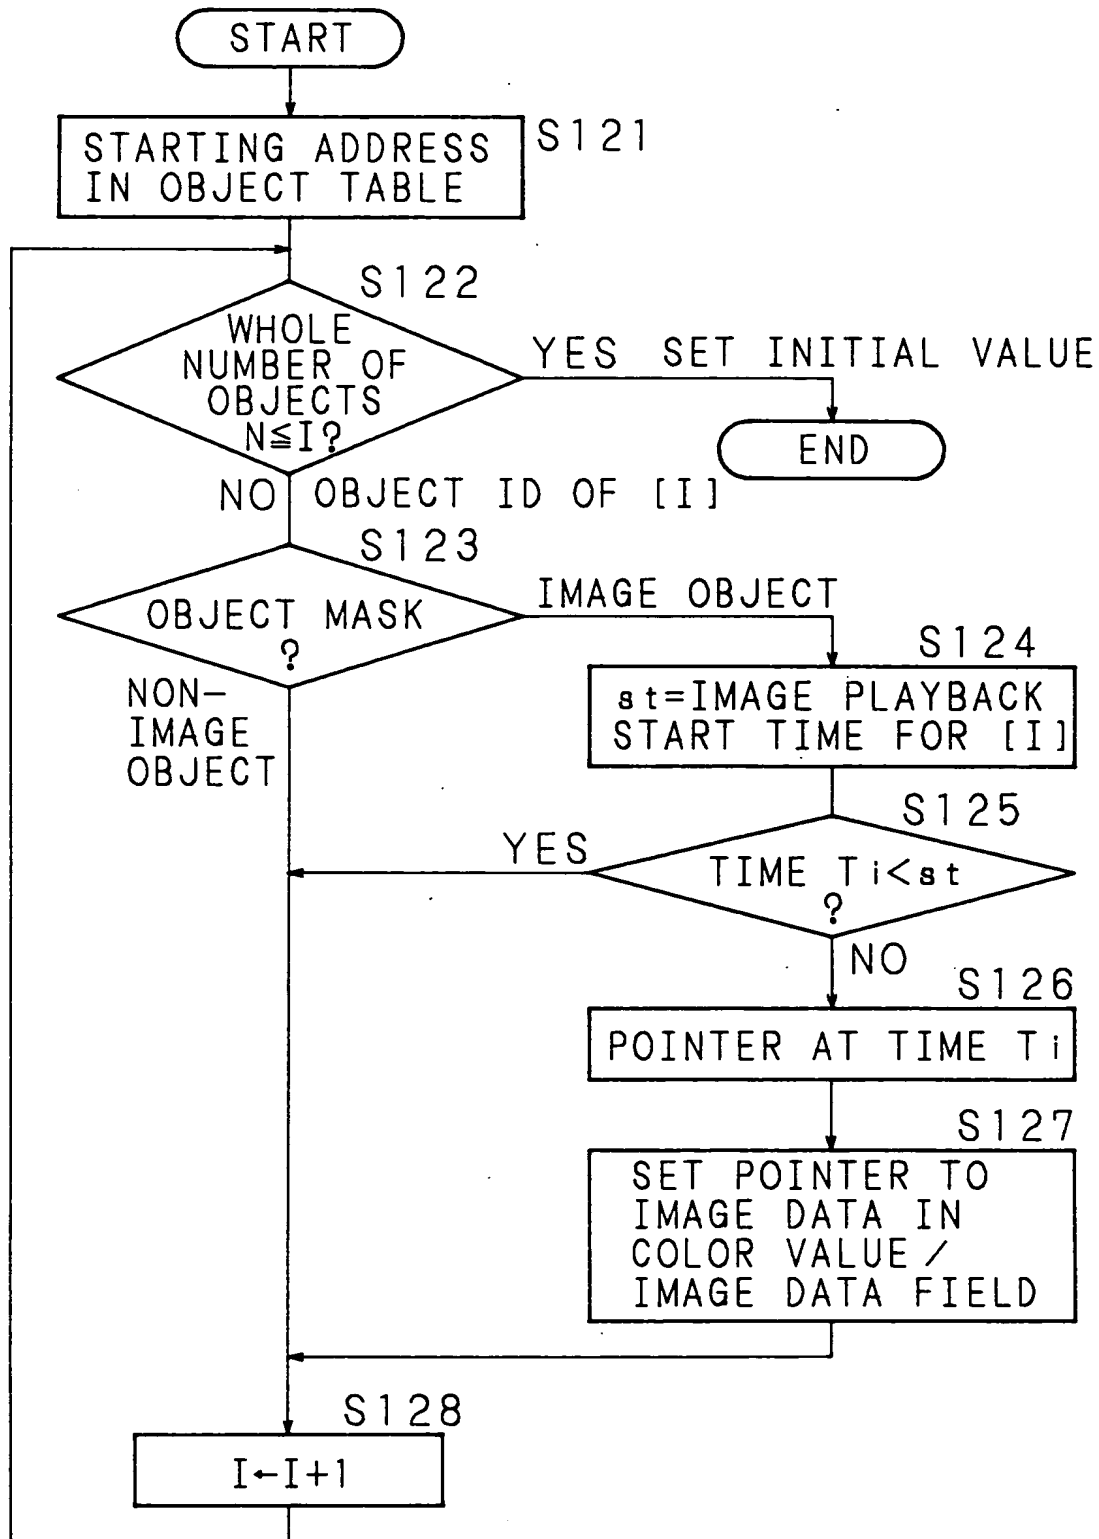 START
STARTING ADDRESS
IN OBJECT TABLE
S121
S122
WHOLE
NUMBER OF
OBJECTS
N≦I?
YES SET INITIAL VALUE
END
NO OBJECT ID OF [I]
S123
OBJECT MASK
?
IMAGE OBJECT
NON-
IMAGE
OBJECT
S124
st=IMAGE PLAYBACK
START TIME FOR [I]
S125
YES
TIME Ti<st
?
NO
S126
POINTER AT TIME Ti
S127
SET POINTER TO
IMAGE DATA IN
COLOR VALUE/
IMAGE DATA FIELD
S128
I←I+1